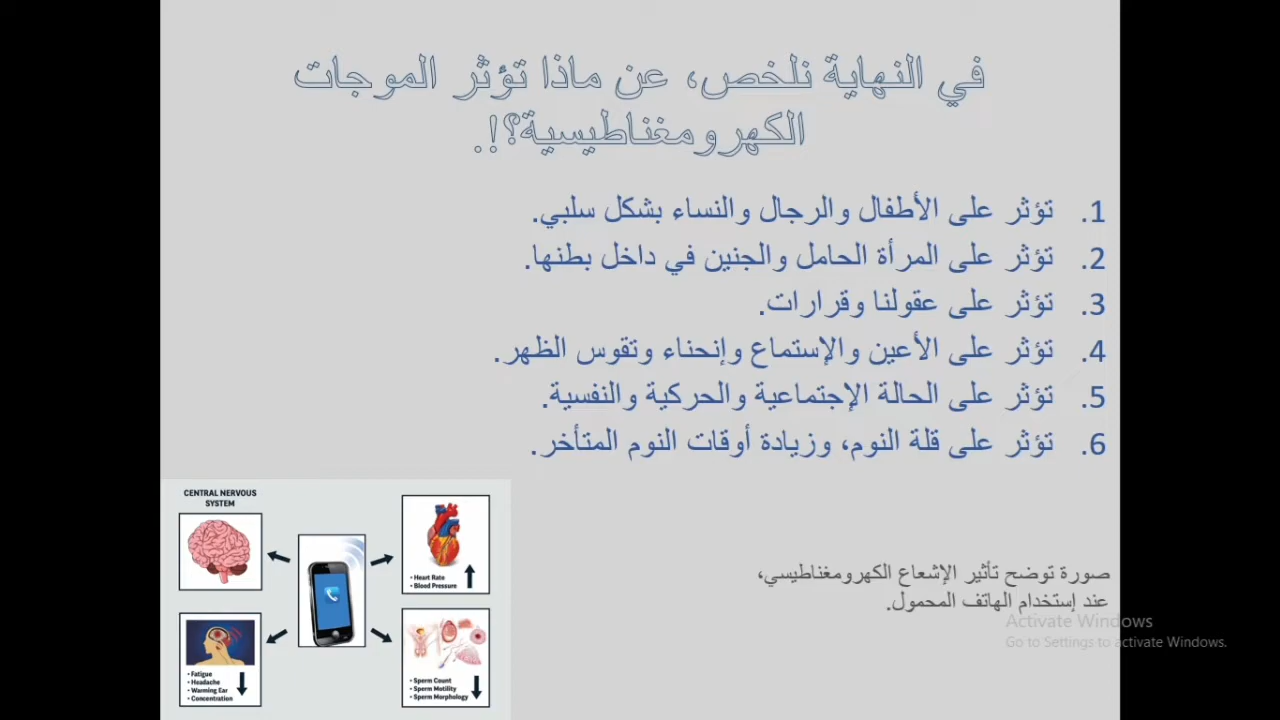 في النهاية نلخص، عن ماذا تؤثر الموجات
الكهرومغناطيسية؟!.
1. تؤثر على الأطفال والرجال والنساء بشكل سلبي.
2. تؤثر على المرأة الحامل والجنين في داخل بطنها.
3. تؤثر على عقولنا وقرارات.
4. تؤثر على الأعين والإستماع وإنحناء وتقوس الظهر.
5. تؤثر على الحالة الإجتماعية والحركية والنفسية.
6. تؤثر على قلة النوم، وزيادة أوقات النوم المتأخر.
صورة توضح تأثير الإشعاع الكهرومغناطيسي،
عند إستخدام الهاتف المحمول.
CENTRAL NERVOUS
SYSTEM
• Heart Rate
• Blood Pressure
• Fatigue
• Headache
• Warming Ear
• Concentration
• Sperm Count
• Sperm Motility
• Sperm Morphology
Activate Windows
Go to Settings to activate Windows.